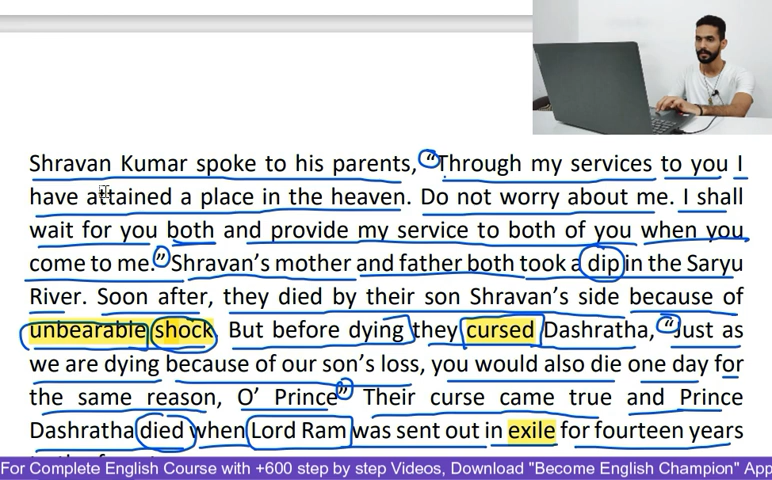 Shravan Kumar spoke to his parents, “Through my services to you I
have attained a place in the heaven. Do not worry about me. I shall
wait for you both and provide my service to both of you when you
come to me.” Shravan’s mother and father both took a dip in the Saryu
River. Soon after, they died by their son Shravan’s side because of
unbearable shock. But before dying they cursed Dashratha, “Just as
we are dying because of our son’s loss, you would also die one day for
the same reason, O’ Prince” Their curse came true and Prince
Dashratha died when Lord Ram was sent out in exile for fourteen years
For Complete English Course with +600 step by step Videos, Download "Become English Champion" App